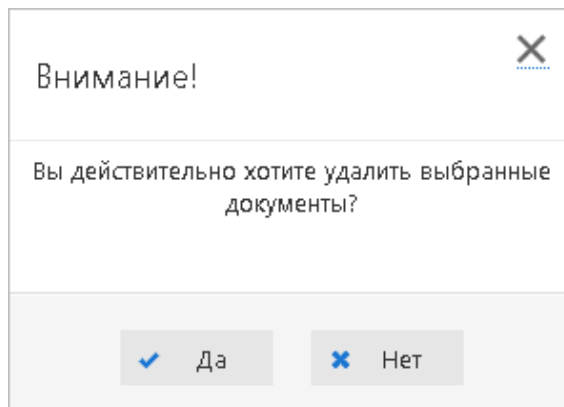 Внимание!
Вы действительно хотите удалить выбранные
документы?
Да
Нет